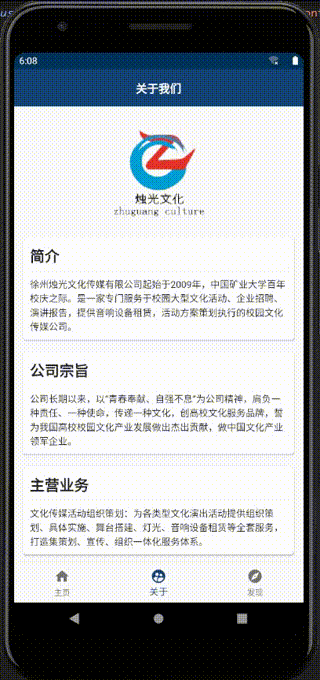 6:08
关于我们
烛光文化
zhuguang culture
简介
徐州烛光文化传媒有限公司起始于2009年，中国矿业大学百年
校庆之际。是一家专门服务于校园大型文化活动、企业招聘、
演讲报告，提供音响设备租赁，活动方案策划执行的校园文化
传媒公司。
公司宗旨
公司长期以来，以“青春奉献、自强不息”为公司精神，肩负一
种责任、一种使命，传递一种文化，创高校文化服务品牌，誓
为我国高校校园文化产业发展做出杰出贡献，做中国文化产业
领军企业。
主营业务
文化传媒活动组织策划：为各类型文化演出活动提供组织策
划、具体实施、舞台搭建、灯光、音响设备租赁等全套服务，
打造集策划、宣传、组织一体化服务体系。
主页
关于
发现